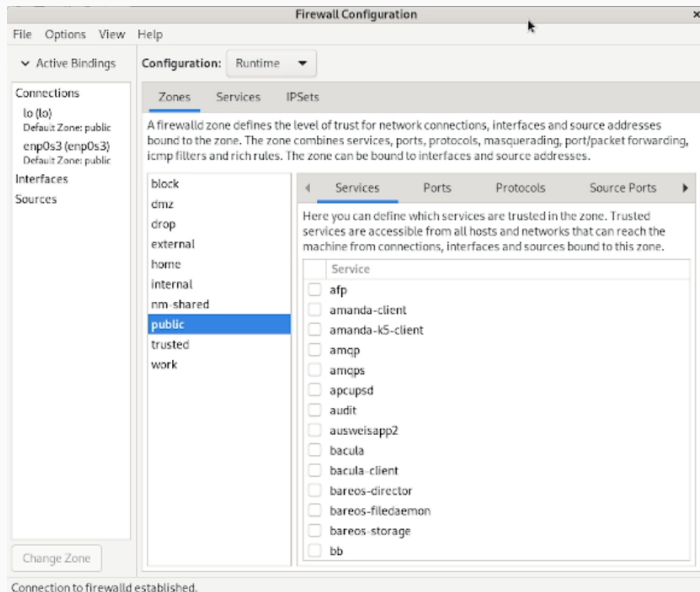 Firewall Configuration
File Options View Help
Active Bindings
Connections
lo (lo)
Default Zone: public
enp0s3 (enp0s3)
Default Zone: public
Interfaces
Sources
Change Zone
Configuration: Runtime
Zones Services IPSets
A firewalld zone defines the level of trust for network connections, interfaces and source addresses
bound to the zone. The zone combines services, ports, protocols, masquerading, port/packet forwarding,
icmp filters and rich rules. The zone can be bound to interfaces and source addresses.
block
dmz
drop
external
home
internal
nm-shared
public
trusted
work
Services Ports Protocols Source Ports
Here you can define which services are trusted in the zone. Trusted
services are accessible from all hosts and networks that can reach the
machine from connections, interfaces and sources bound to this zone.
Service
afp
amanda-client
amanda-k5-client
amqp
amqps
apcupsd
audit
ausweisapp2
bacula
bacula-client
bareos-director
bareos-filedaemon
bareos-storage
bb
Connection to firewalld established.